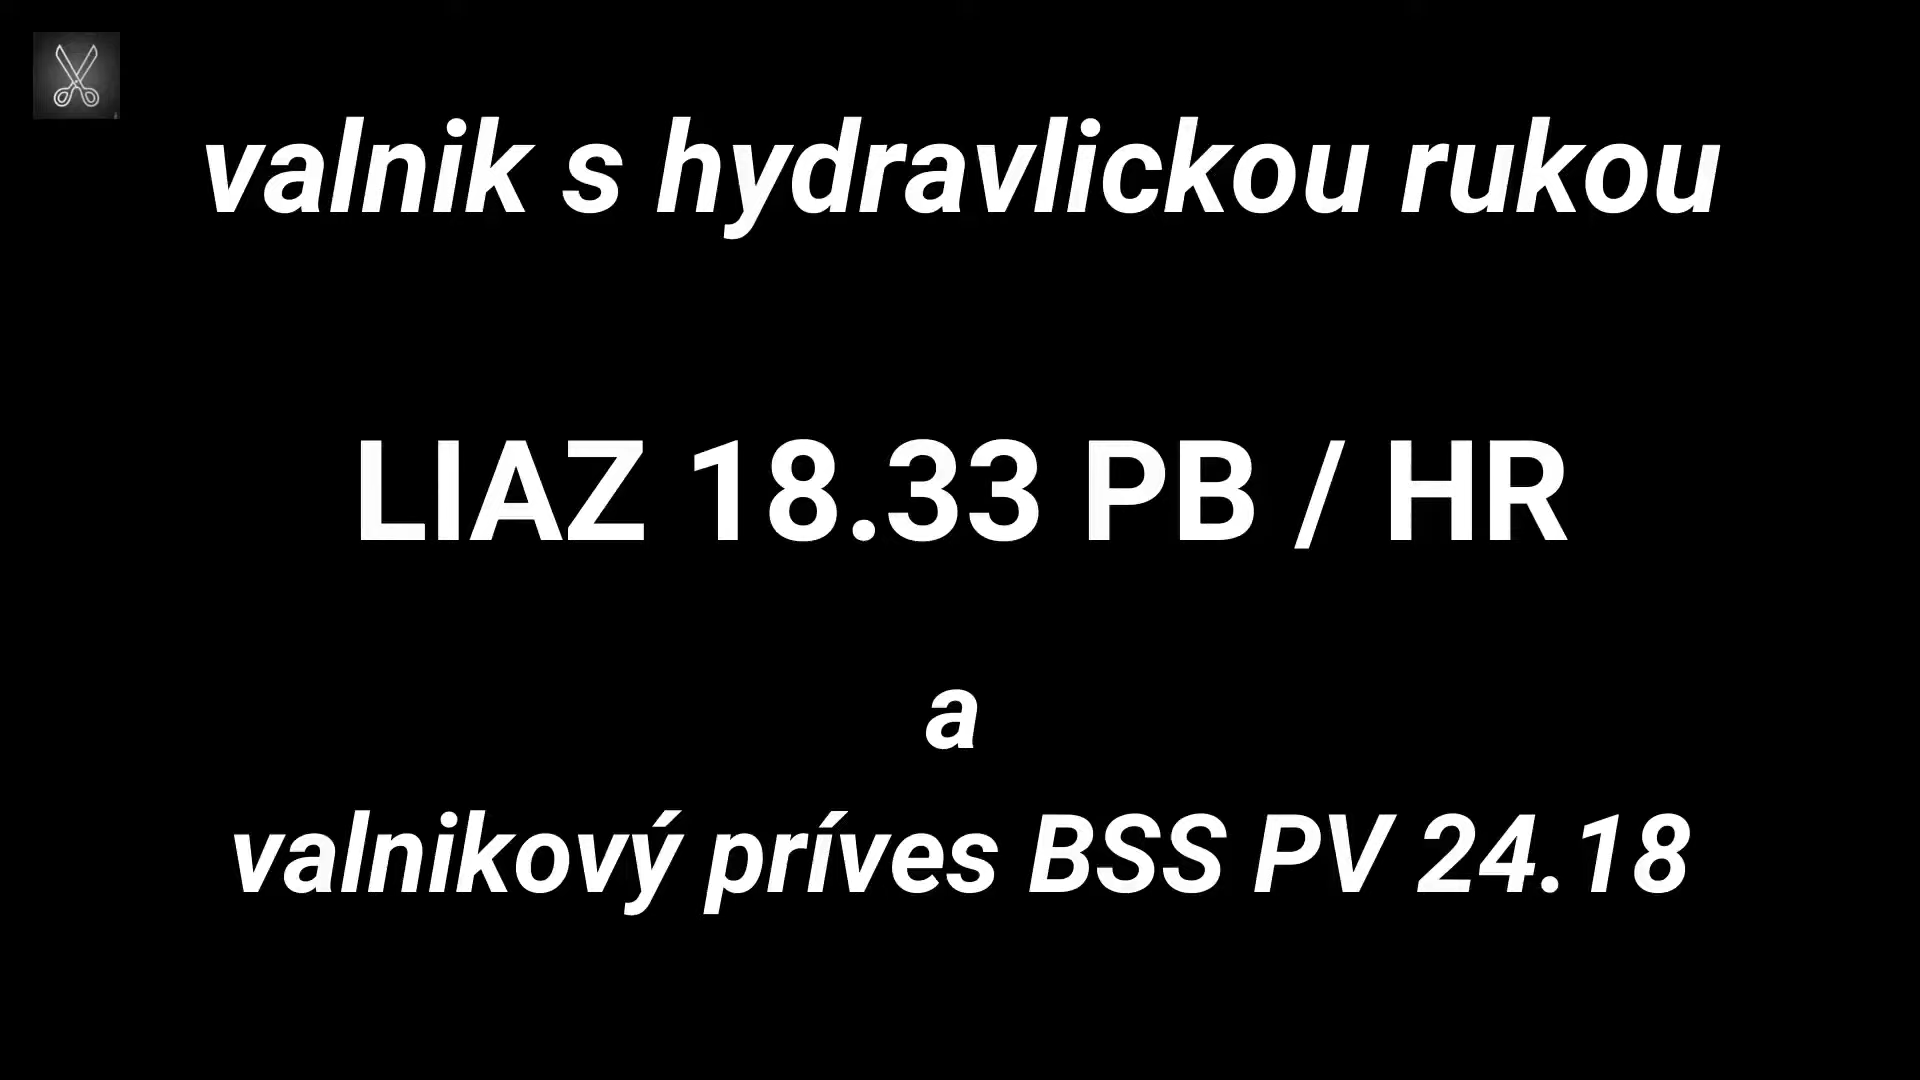 valnik s hydravlickou rukou
LIAZ 18.33 PB / HR
a
valnikový príves BSS PV 24.18